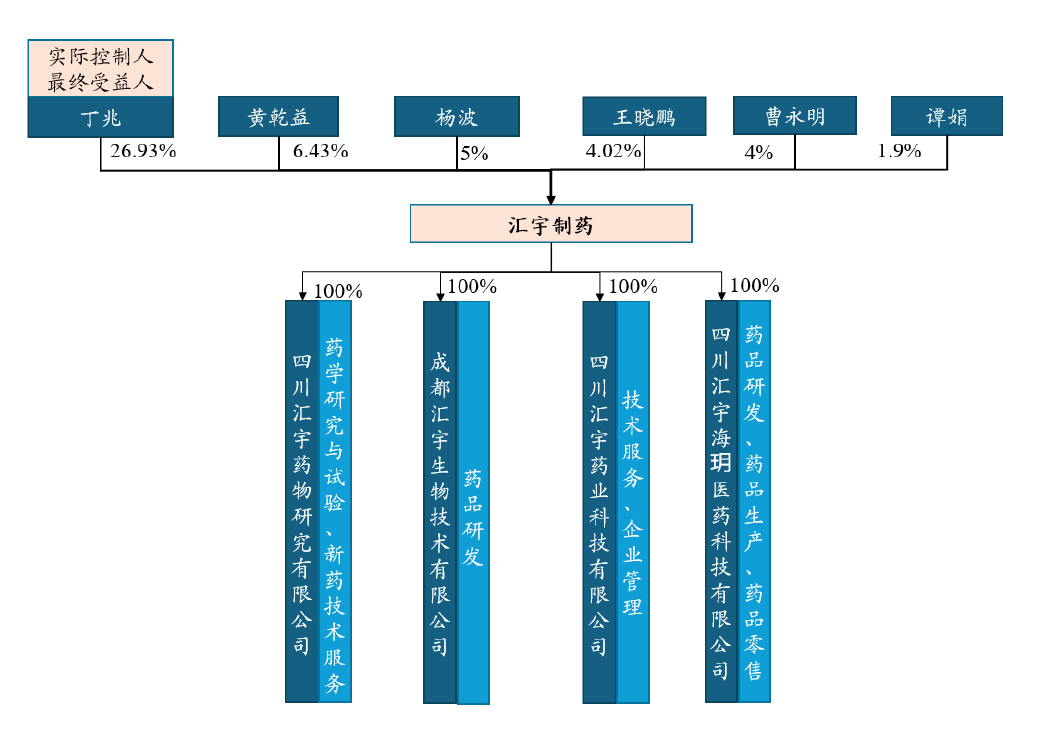 实际控制人
最终受益人
丁兆
黄乾益
杨波
王晓鹏
曹永明
谭娟
26.93%
6.43%
5%
4.02%
4%
1.9%
汇宇制药
100%
100%
100%
100%
四川汇宇药物研究有限公司
药学研究与试验、新药技术服务
成都汇宇生物技术有限公司
药品研发
四川汇宇药业科技有限公司
技术服务、企业管理
四川汇宇海玥医药科技有限公司
药品研发、药品生产、药品零售